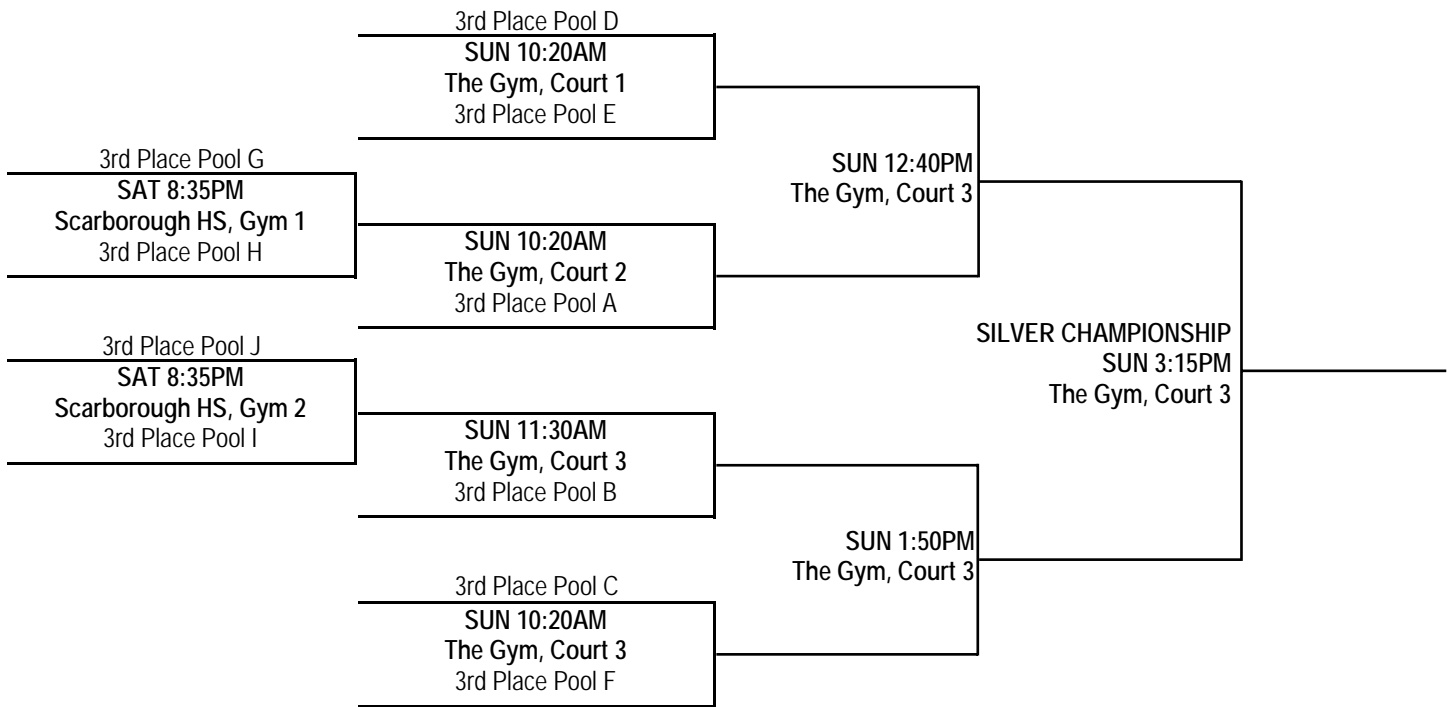 3rd Place Pool D
SUN 10:20AM
The Gym, Court 1
3rd Place Pool E
3rd Place Pool G
SAT 8:35PM
Scarborough HS, Gym 1
3rd Place Pool H
SUN 12:40PM
The Gym, Court 3
SUN 10:20AM
The Gym, Court 2
3rd Place Pool A
3rd Place Pool J
SAT 8:35PM
Scarborough HS, Gym 2
3rd Place Pool I
SILVER CHAMPIONSHIP
SUN 3:15PM
The Gym, Court 3
SUN 11:30AM
The Gym, Court 3
3rd Place Pool B
SUN 1:50PM
The Gym, Court 3
3rd Place Pool C
SUN 10:20AM
The Gym, Court 3
3rd Place Pool F